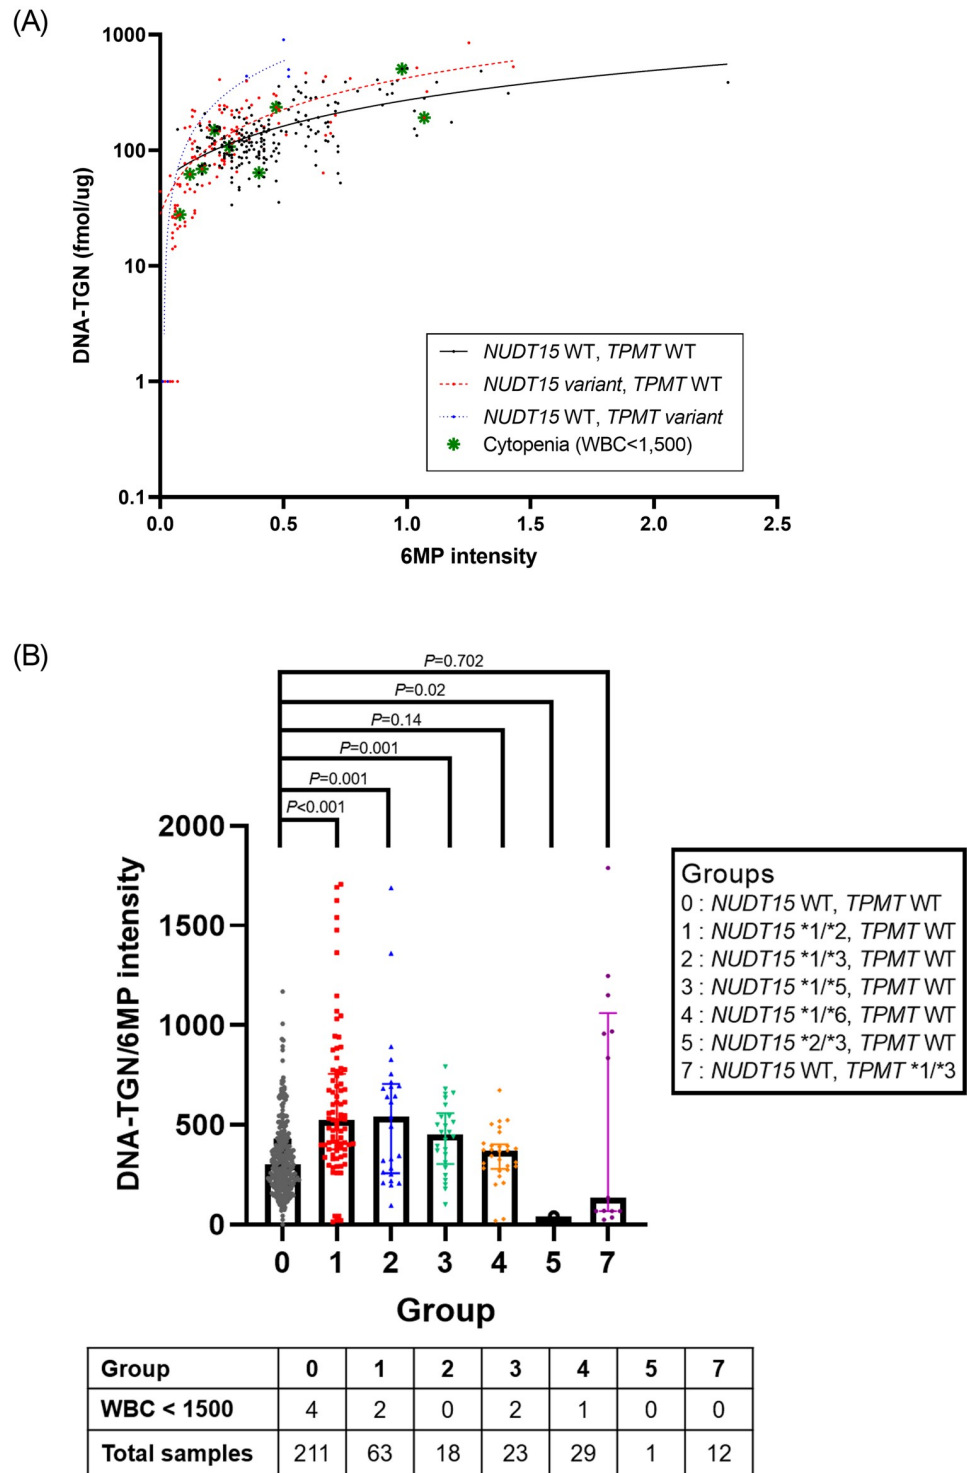 (A)
1000
100
10
1
0.1
DNA-TGN (fmol/ug)
0.0 0.5 1.0 1.5 2.0 2.5
6MP intensity
NUDT15 WT, TPMT WT
NUDT15 variant, TPMT WT
NUDT15 WT, TPMT variant
Cytopenia (WBC<1,500)
(B)
P=0.702
P=0.02
P=0.14
P=0.001
P=0.001
P<0.001
2000
1500
1000
500
0
DNA-TGN/6MP intensity
0 1 2 3 4 5 7
Group
Groups
0 : NUDT15 WT, TPMT WT
1 : NUDT15 *1/*2, TPMT WT
2 : NUDT15 *1/*3, TPMT WT
3 : NUDT15 *1/*5, TPMT WT
4 : NUDT15 *1/*6, TPMT WT
5 : NUDT15 *2/*3, TPMT WT
7 : NUDT15 WT, TPMT *1/*3
Group 0 1 2 3 4 5 7
WBC < 1500 4 2 0 2 1 0 0
Total samples 211 63 18 23 29 1 12